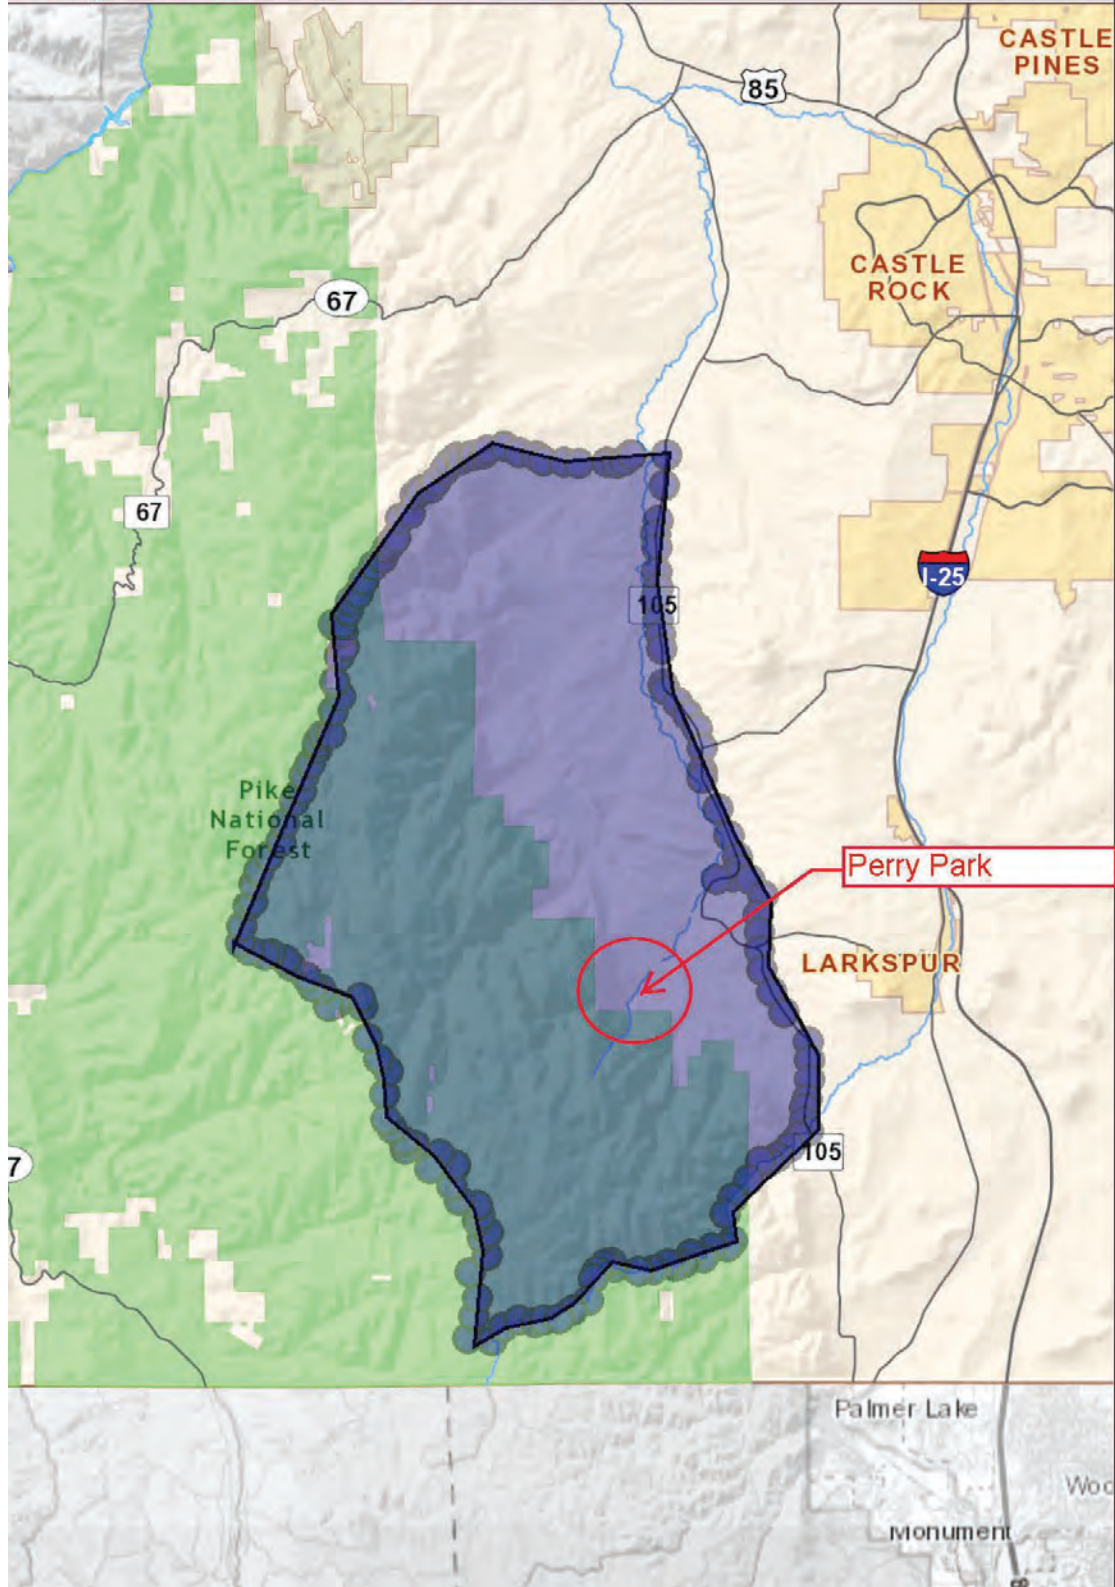 CASTLE
PINES
85
CASTLE
ROCK
67
67
I-25
105
Pike
National
Forest
Perry Park
LARKSPUR
105
7
Palmer Lake
Woo
Monument